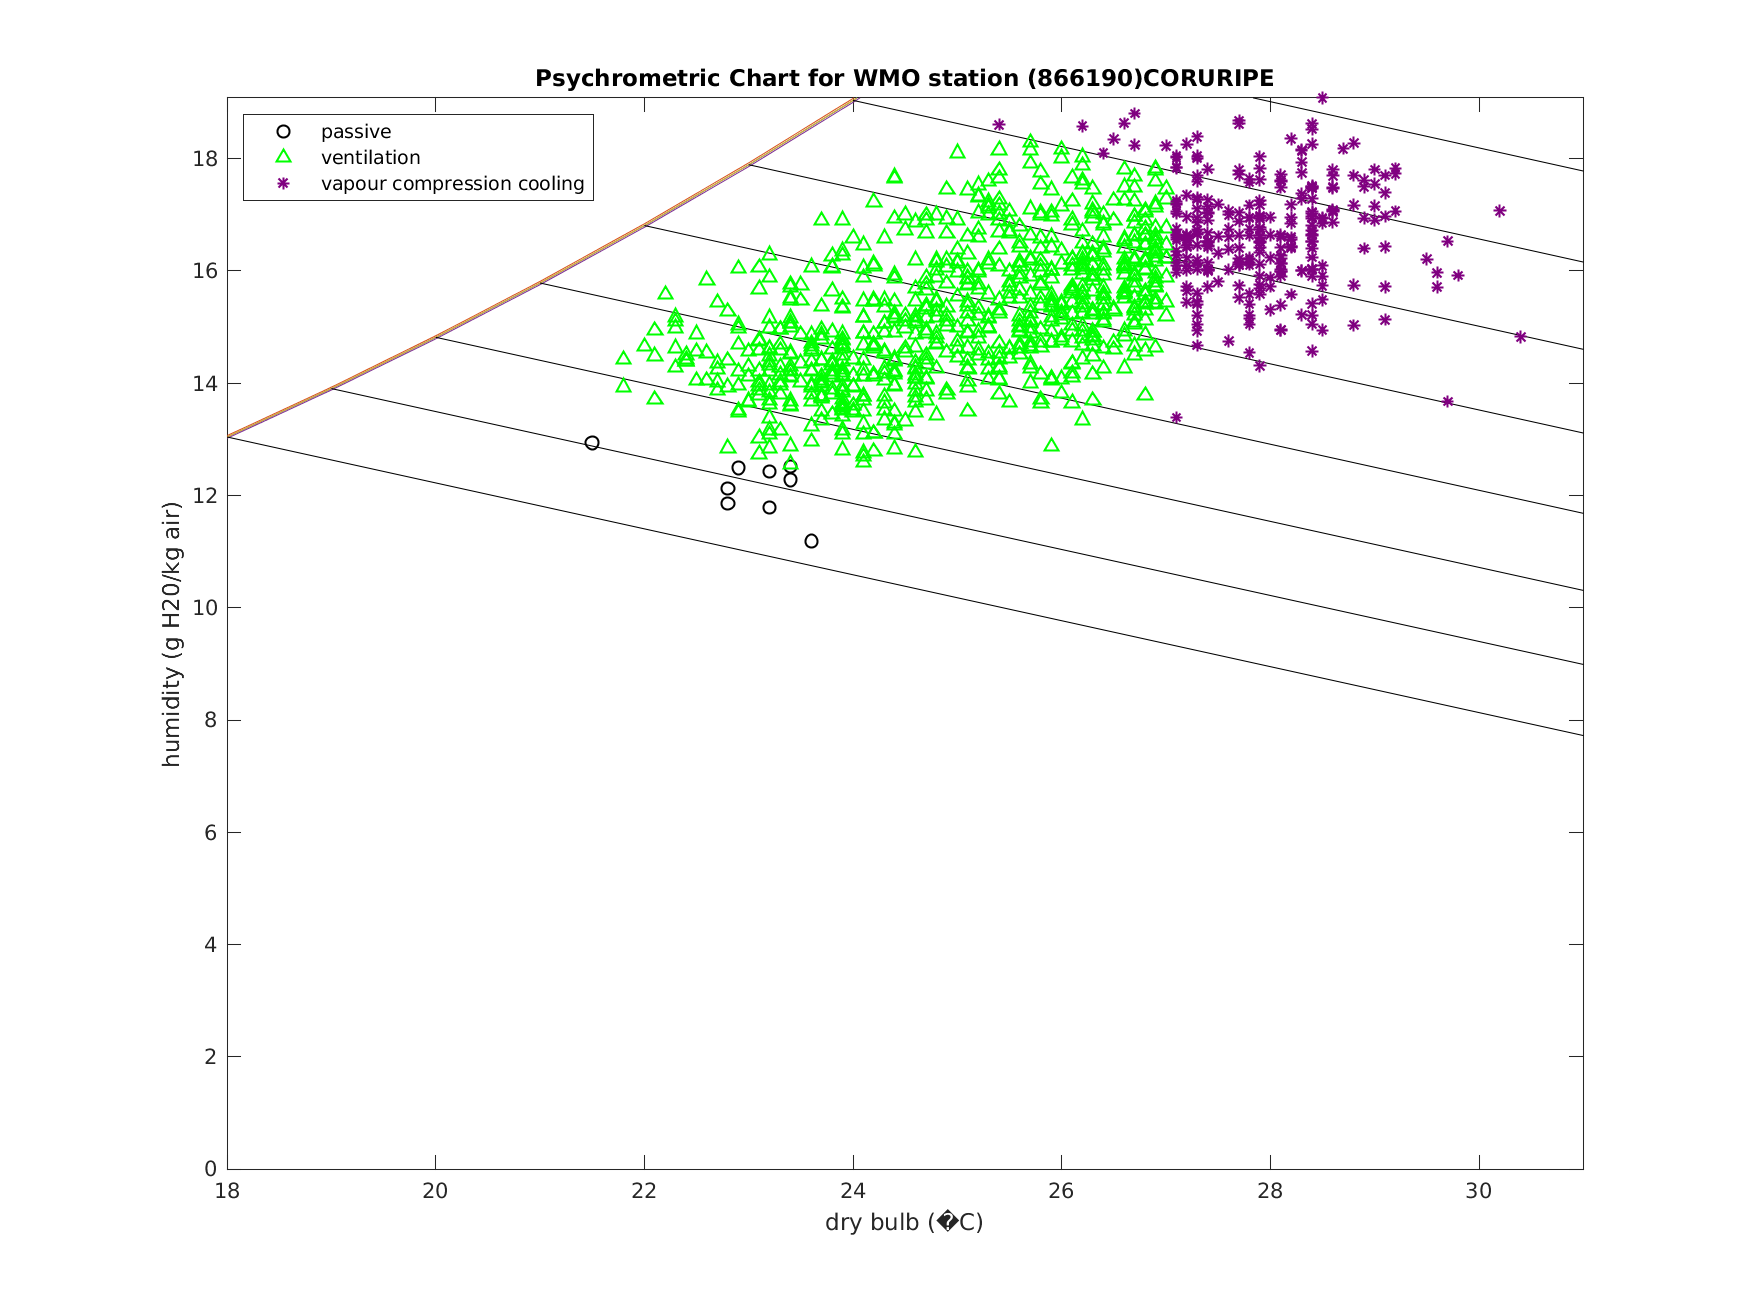 Psychrometric Chart for WMO station (866190)CORURIPE
passive
ventilation
vapour compression cooling
18
16
14
12
10
8
6
4
2
0
humidity (g H20/kg air)
18 20 22 24 26 28 30
dry bulb (�C)